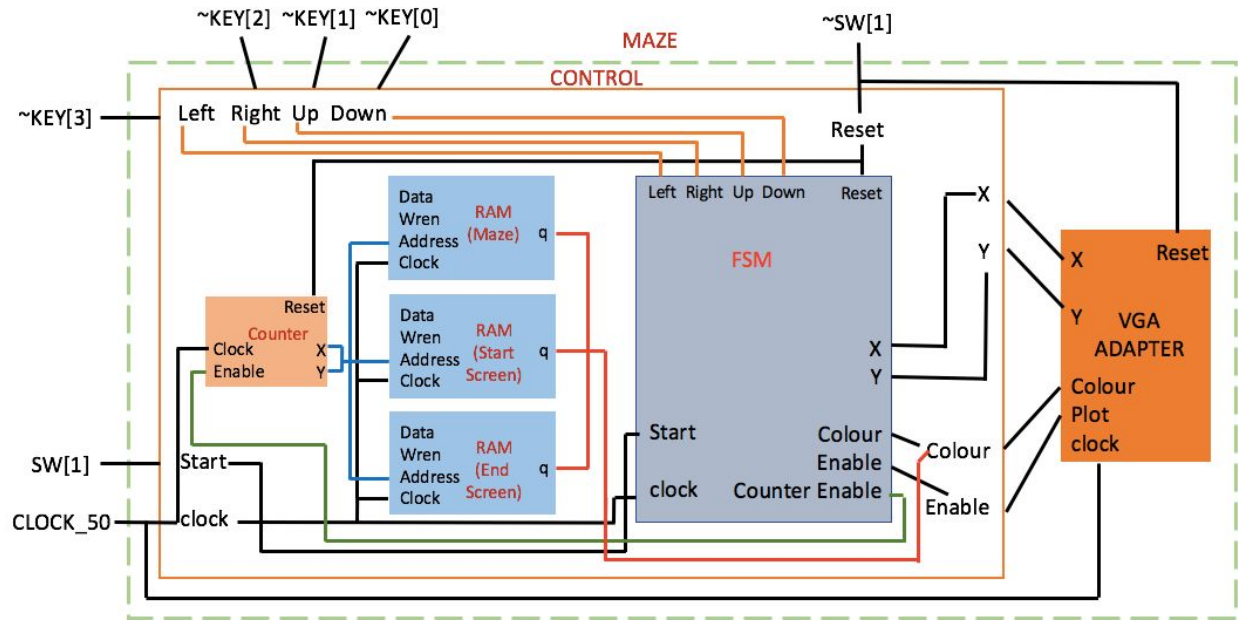 ~KEY[2] ~KEY[1] ~KEY[0]
~SW[1]
MAZE
CONTROL
~KEY[3]
Left Right Up Down
Reset
Data
Wren
Address
Clock
RAM
(Maze)
q
Left Right Up Down Reset
FSM
X
Y
X
Y
Reset
VGA
ADAPTER
Colour
Plot
clock
Reset
Counter
Clock
Enable
X
Y
Data
Wren
Address
Clock
RAM
(Start
Screen)
q
X
Y
Data
Wren
Address
Clock
RAM
(End
Screen)
q
Start
clock
Colour
Enable
Counter Enable
Colour
Enable
SW[1]
Start
CLOCK_50
clock